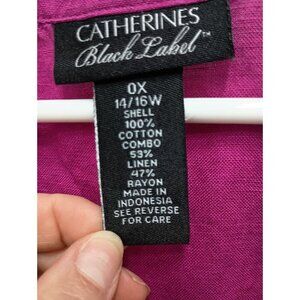 CATHERINES
Black Label™
0X
14/16W
SHELL
100%
COTTON
COMBO
53%
LINEN
47%
RAYON
MADE IN
INDONESIA
SEE REVERSE
FOR CARE